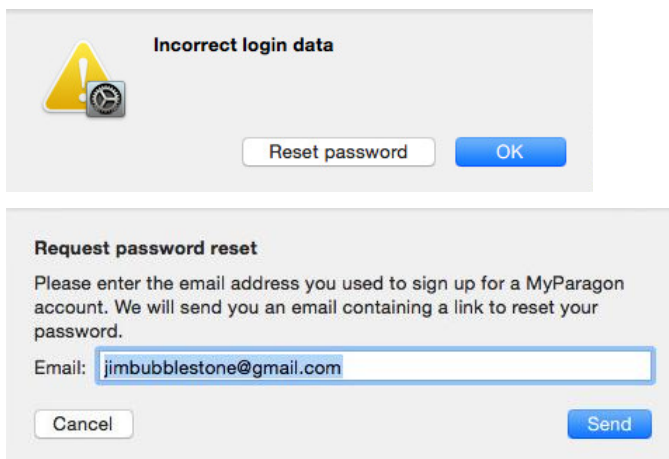 Incorrect login data
Reset password OK
Request password reset
Please enter the email address you used to sign up for a MyParagon
account. We will send you an email containing a link to reset your
password.
Email: jimbubblestone@gmail.com
Cancel Send